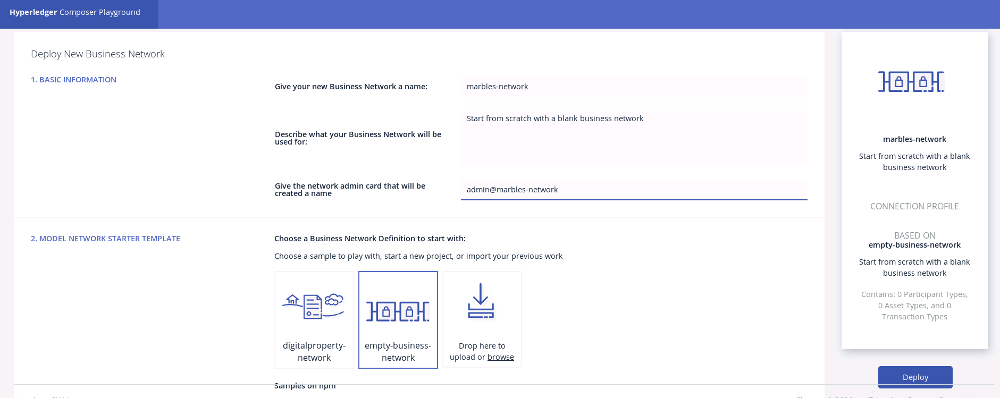 Hyperledger Composer Playground
Deploy New Business Network
1. BASIC INFORMATION
Give your new Business Network a name:
marbles-network
Describe what your Business Network will be
used for:
Start from scratch with a blank business network
Give the network admin card that will be
created a name
admin@marbles-network
2. MODEL NETWORK STARTER TEMPLATE
Choose a Business Network Definition to start with:
Choose a sample to play with, start a new project, or import your previous work
digitalproperty-
network
empty-business-
network
Drop here to
upload or browse
Samples on npm
marbles-network
Start from scratch with a blank
business network
CONNECTION PROFILE
BASED ON
empty-business-network
Start from scratch with a blank
business network
Contains: 0 Participant Types,
0 Asset Types, and 0
Transaction Types
Deploy